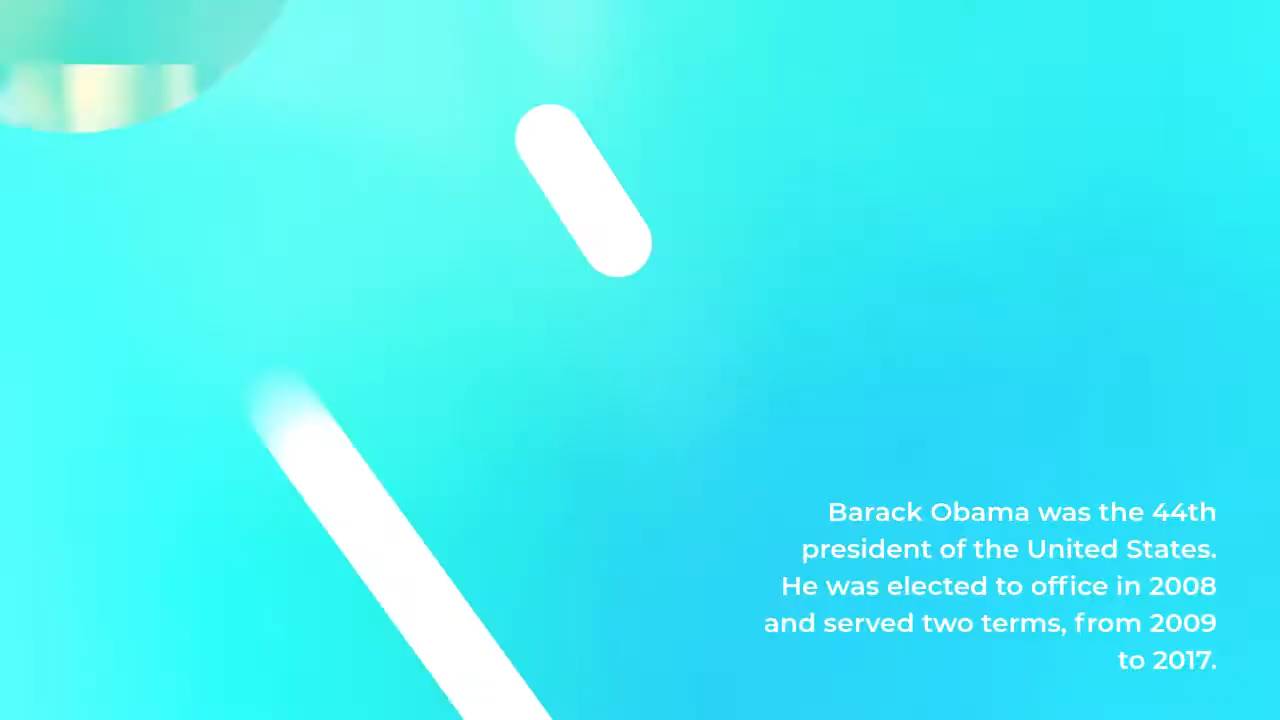 Barack Obama was the 44th
president of the United States.
He was elected to office in 2008
and served two terms, from 2009
to 2017.